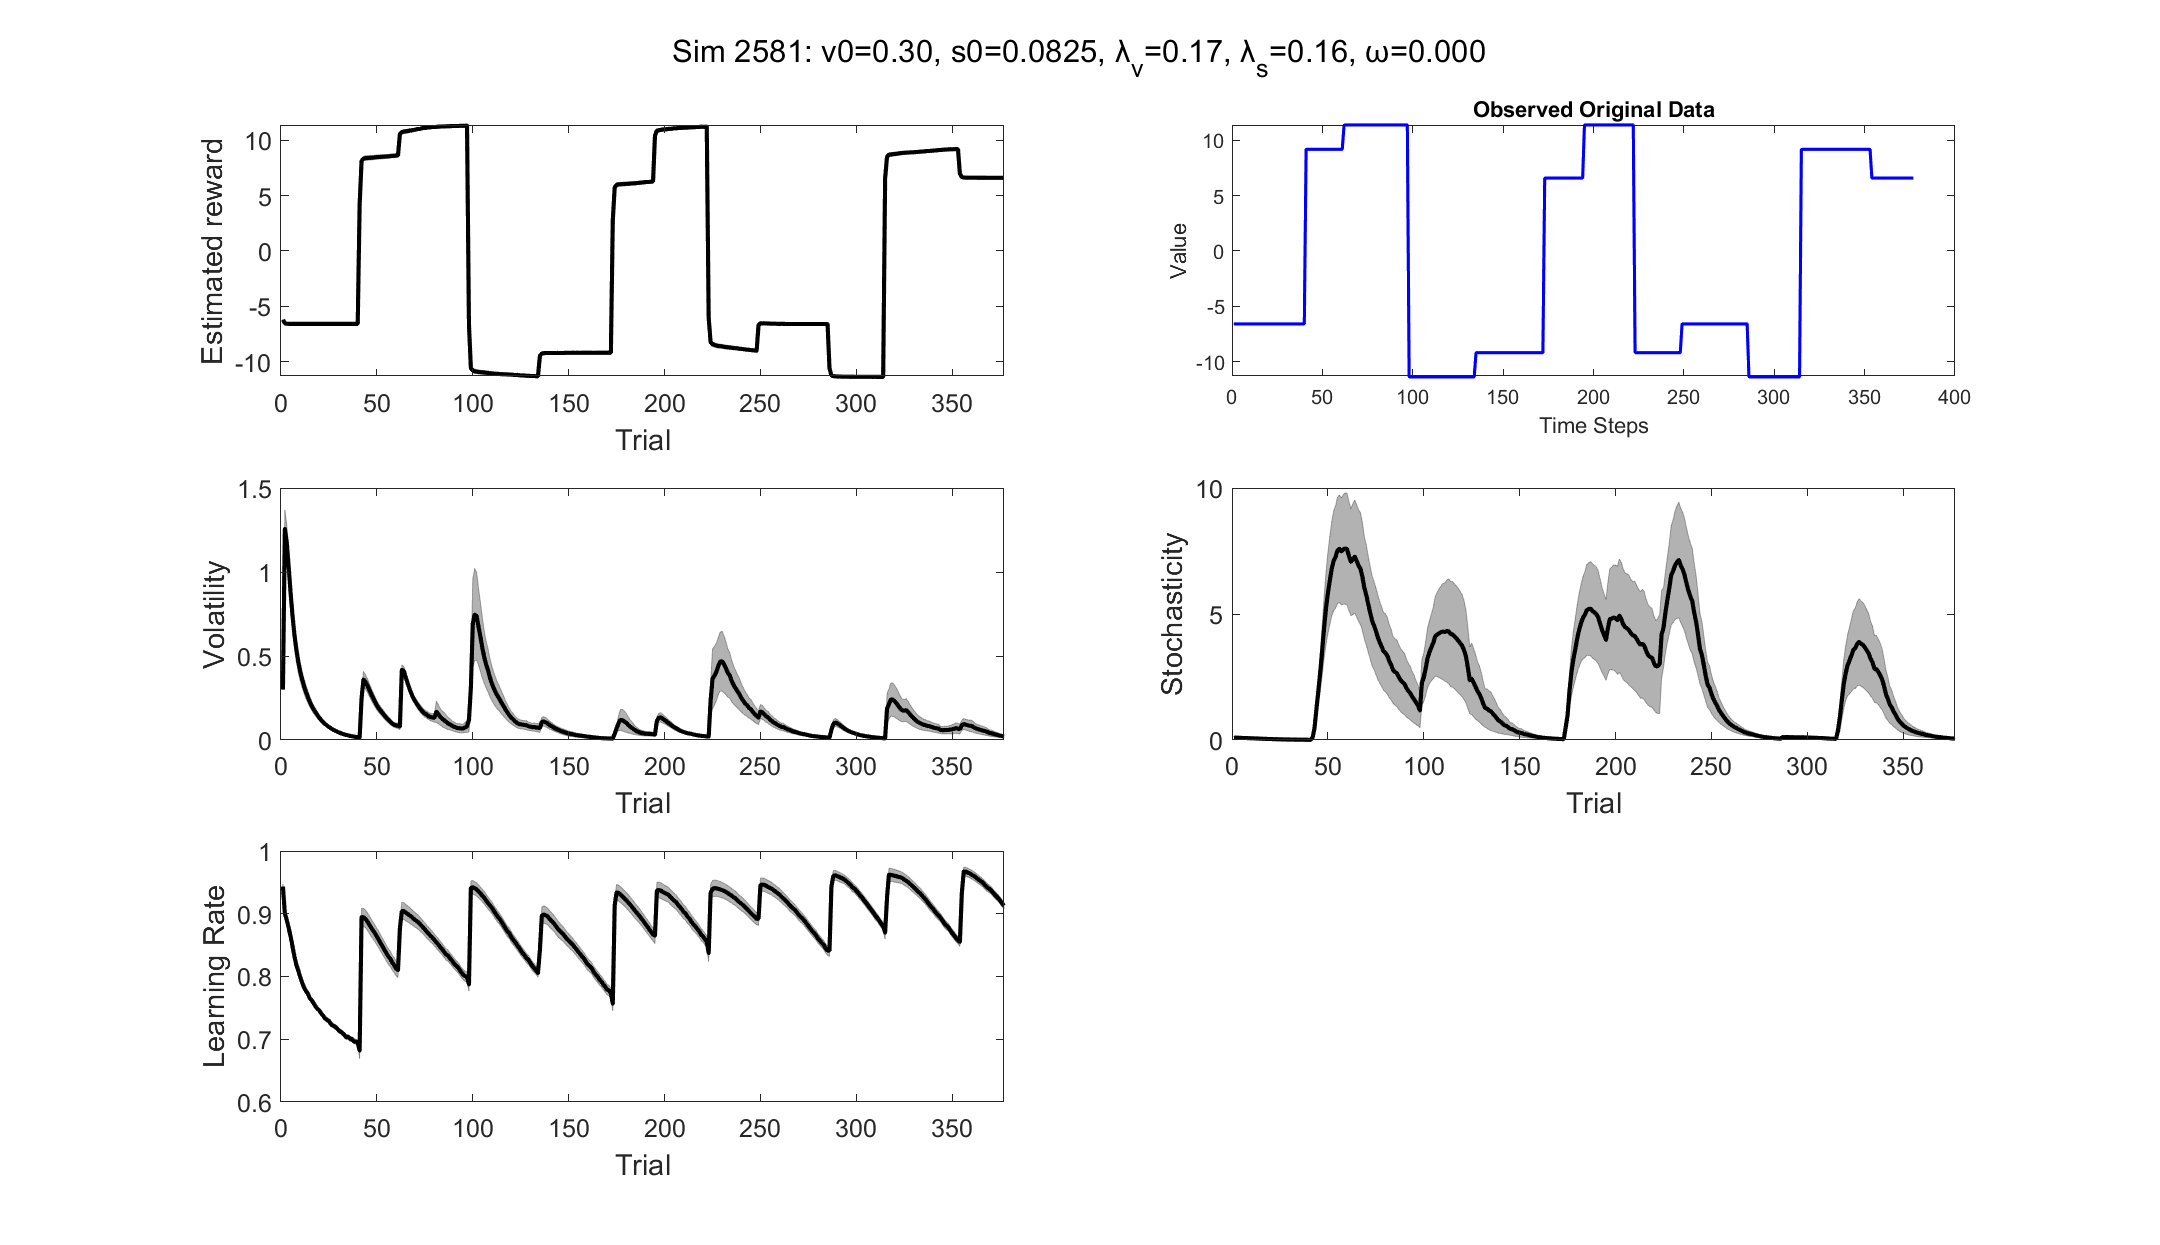 Sim 2581: v0=0.30, s0=0.0825, λ_v=0.17, λ_s=0.16, ω=0.000
Estimated reward
10
5
0
-5
-10
0 50 100 150 200 250 300 350
Trial
Observed Original Data
Value
10
5
0
-5
-10
0 50 100 150 200 250 300 350 400
Time Steps
Volatility
1.5
1
0.5
0
0 50 100 150 200 250 300 350
Trial
Stochasticity
10
5
0
0 50 100 150 200 250 300 350
Trial
Learning Rate
1
0.9
0.8
0.7
0.6
0 50 100 150 200 250 300 350
Trial